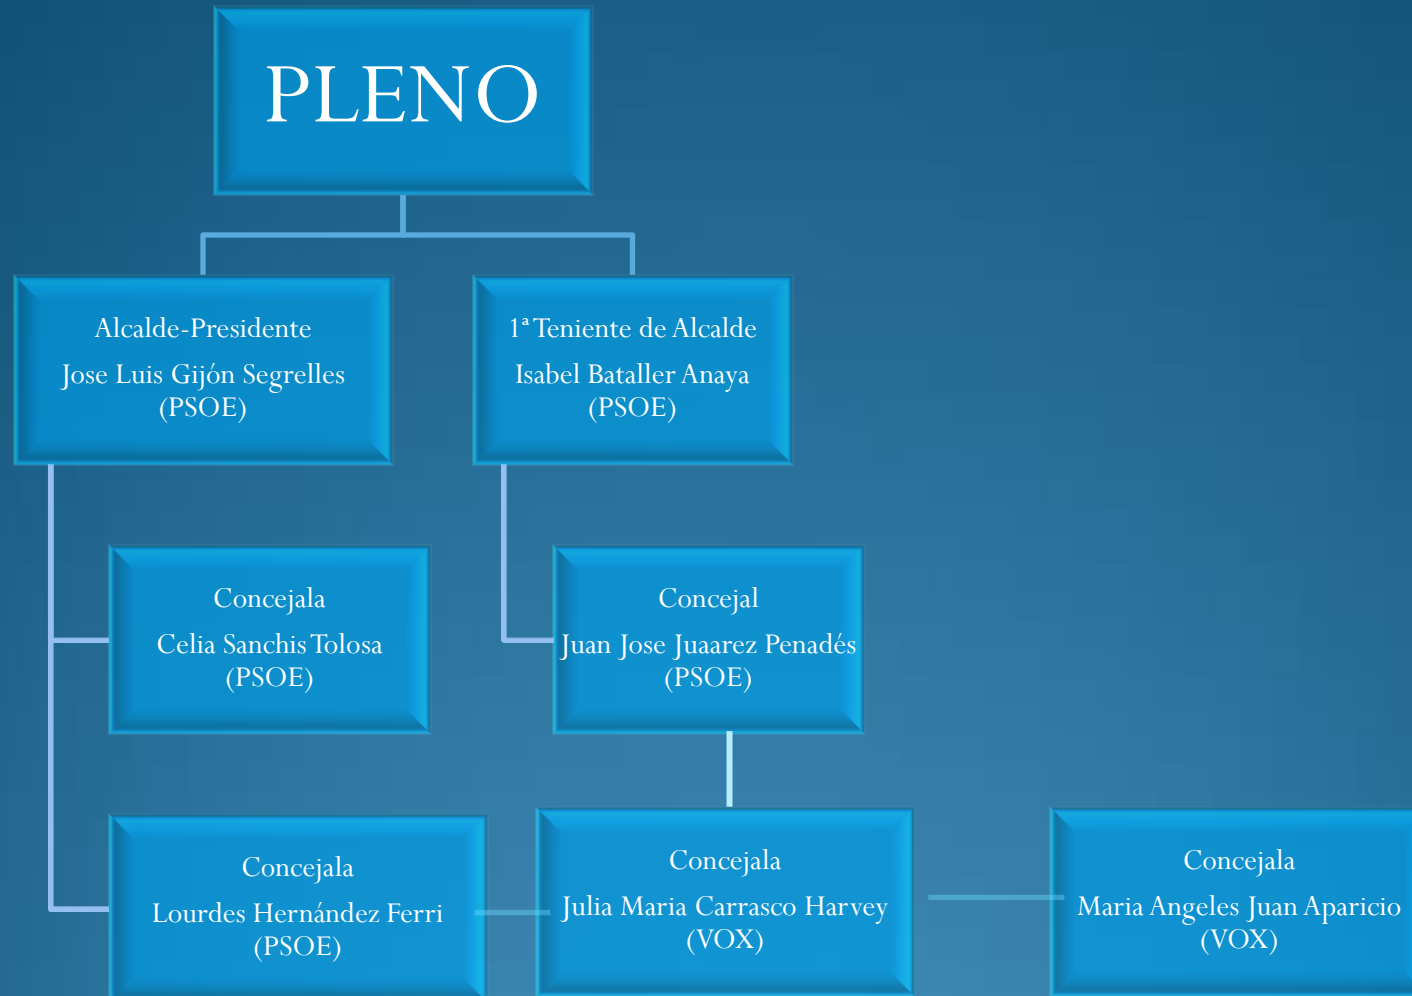 PLENO
Alcalde-Presidente
Jose Luis Gijón Segrelles
(PSOE)
1ª Teniente de Alcalde
Isabel Bataller Anaya
(PSOE)
Concejala
Celia Sanchis Tolosa
(PSOE)
Concejal
Juan Jose Juaarez Penadés
(PSOE)
Concejala
Lourdes Hernández Ferri
(PSOE)
Concejala
Julia Maria Carrasco Harvey
(VOX)
Concejala
Maria Angeles Juan Aparicio
(VOX)